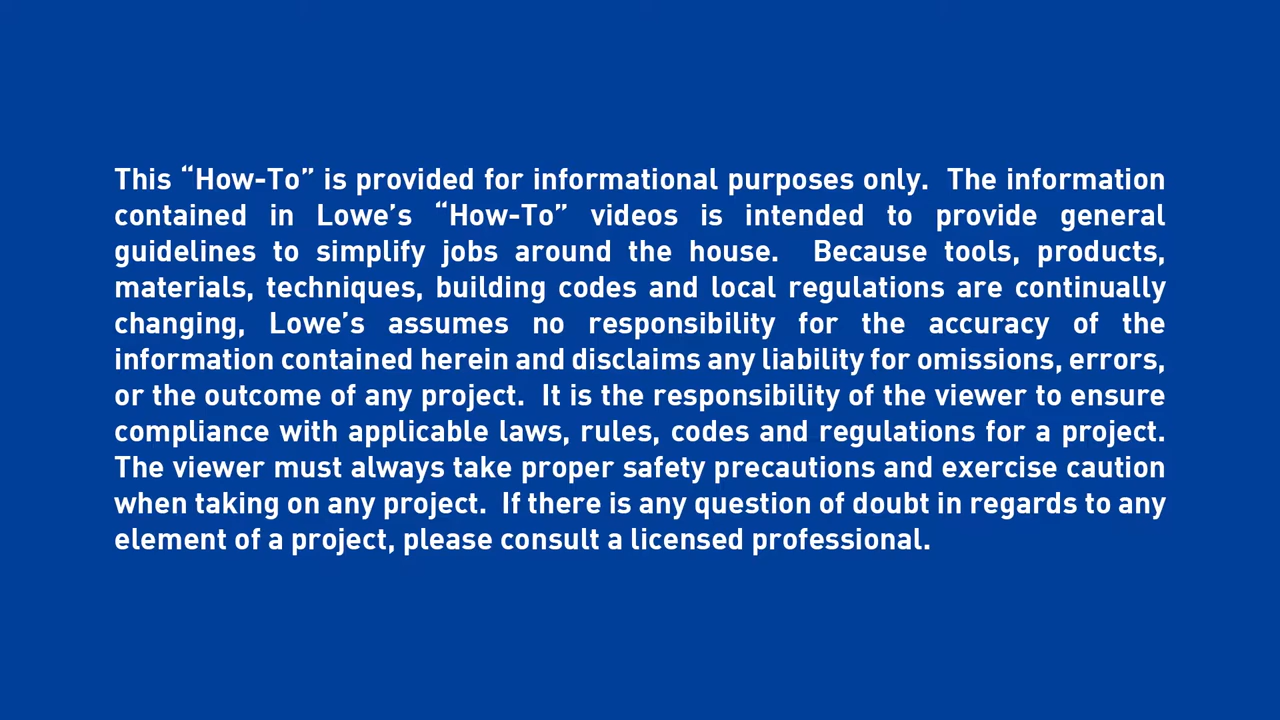 This “How-To” is provided for informational purposes only.  The information
contained in Lowe’s “How-To” videos is intended to provide general
guidelines to simplify jobs around the house.  Because tools, products,
materials, techniques, building codes and local regulations are continually
changing, Lowe’s assumes no responsibility for the accuracy of the
information contained herein and disclaims any liability for omissions, errors,
or the outcome of any project.  It is the responsibility of the viewer to ensure
compliance with applicable laws, rules, codes and regulations for a project.
The viewer must always take proper safety precautions and exercise caution
when taking on any project.  If there is any question of doubt in regards to any
element of a project, please consult a licensed professional.